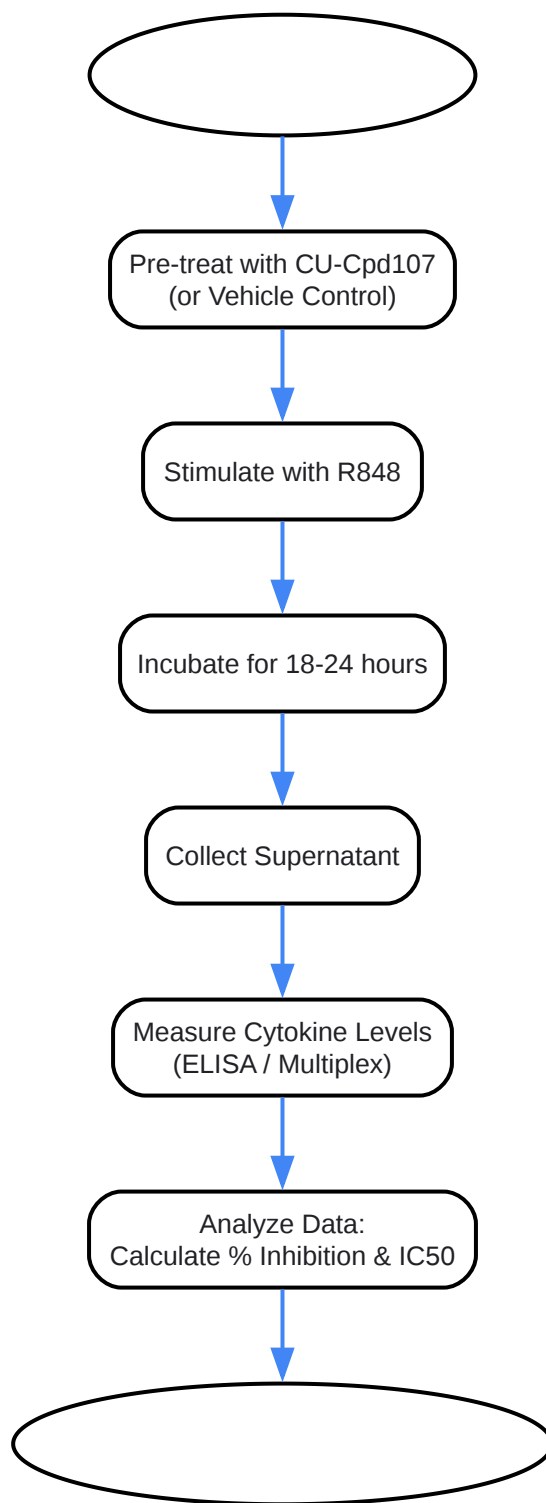 Pre-treat with CU-Cpd107
(or Vehicle Control)
Stimulate with R848
Incubate for 18-24 hours
Collect Supernatant
Measure Cytokine Levels
(ELISA / Multiplex)
Analyze Data:
Calculate % Inhibition & IC50